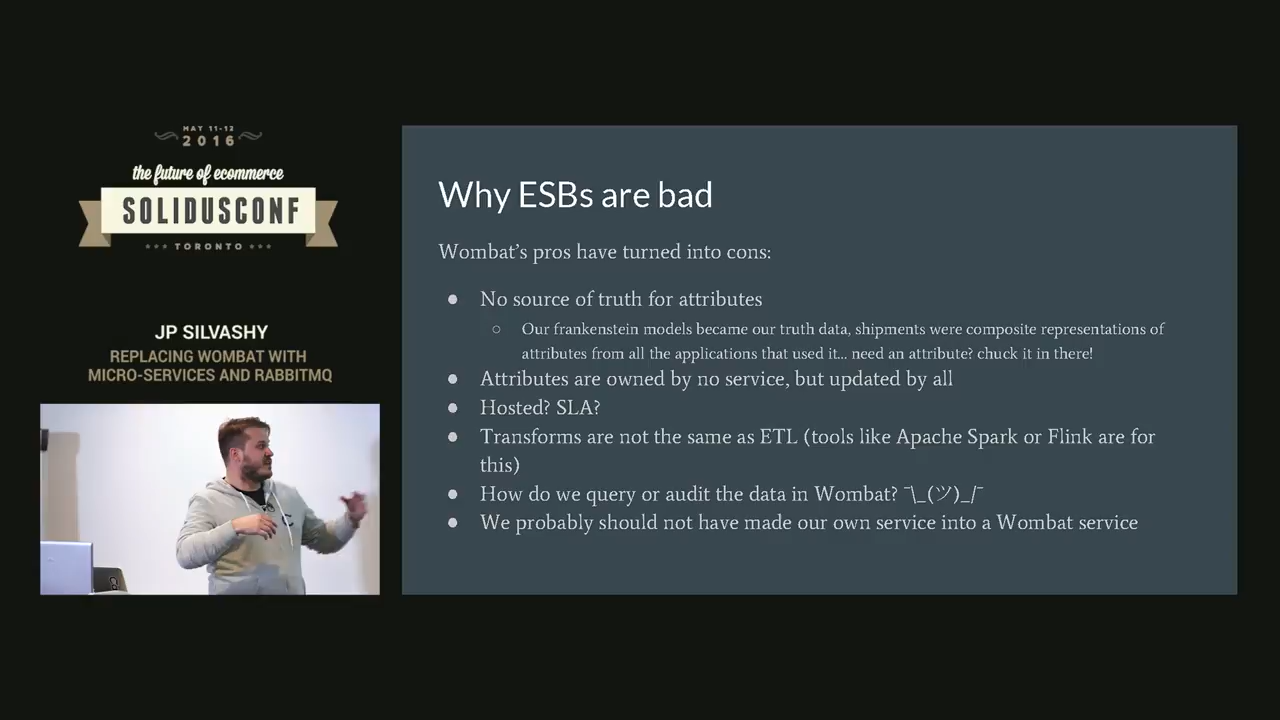 MAY 11-12
2016
the future of ecommerce
SOLIDUSCONF
TORONTO
JP SILVASHY
REPLACING WOMBAT WITH
MICRO-SERVICES AND RABBITMQ
Why ESBs are bad
Wombat’s pros have turned into cons:
● No source of truth for attributes
○ Our frankenstein models became our truth data, shipments were composite representations of
attributes from all the applications that used it... need an attribute? chuck it in there!
● Attributes are owned by no service, but updated by all
● Hosted? SLA?
● Transforms are not the same as ETL (tools like Apache Spark or Flink are for
this)
● How do we query or audit the data in Wombat? ¯\_(ツ)_/¯
● We probably should not have made our own service into a Wombat service